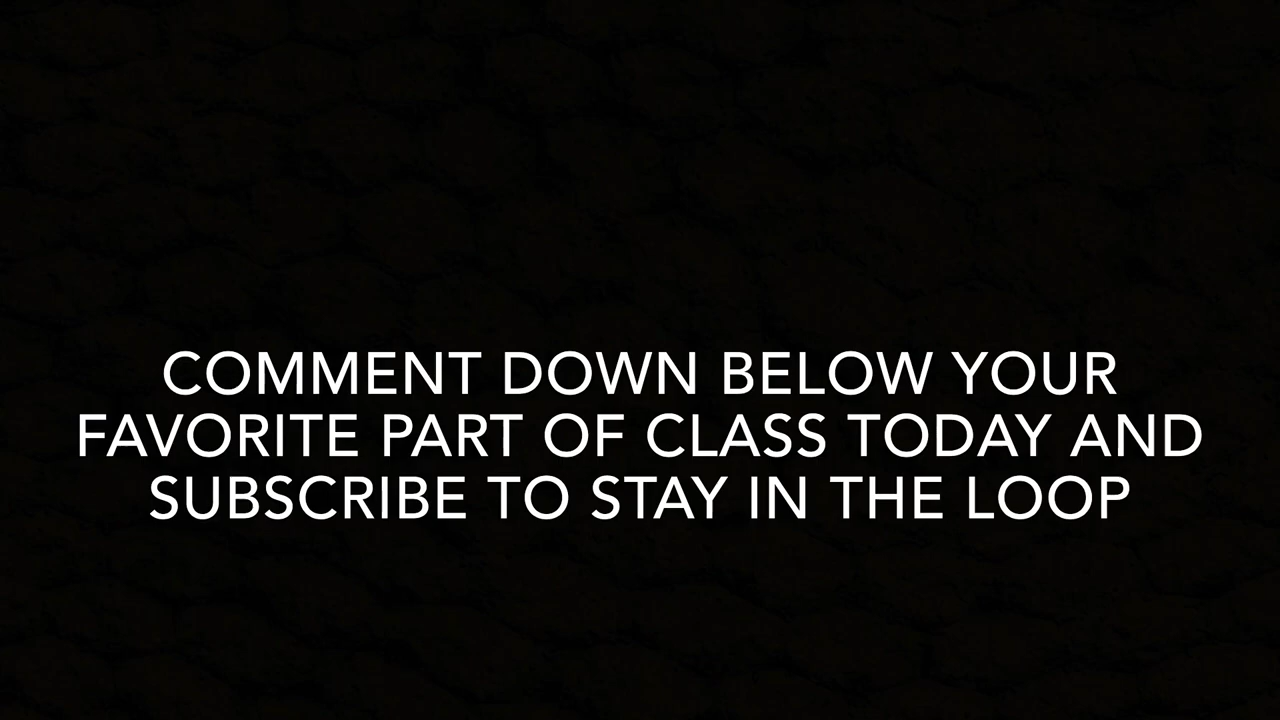 COMMENT DOWN BELOW YOUR
FAVORITE PART OF CLASS TODAY AND
SUBSCRIBE TO STAY IN THE LOOP